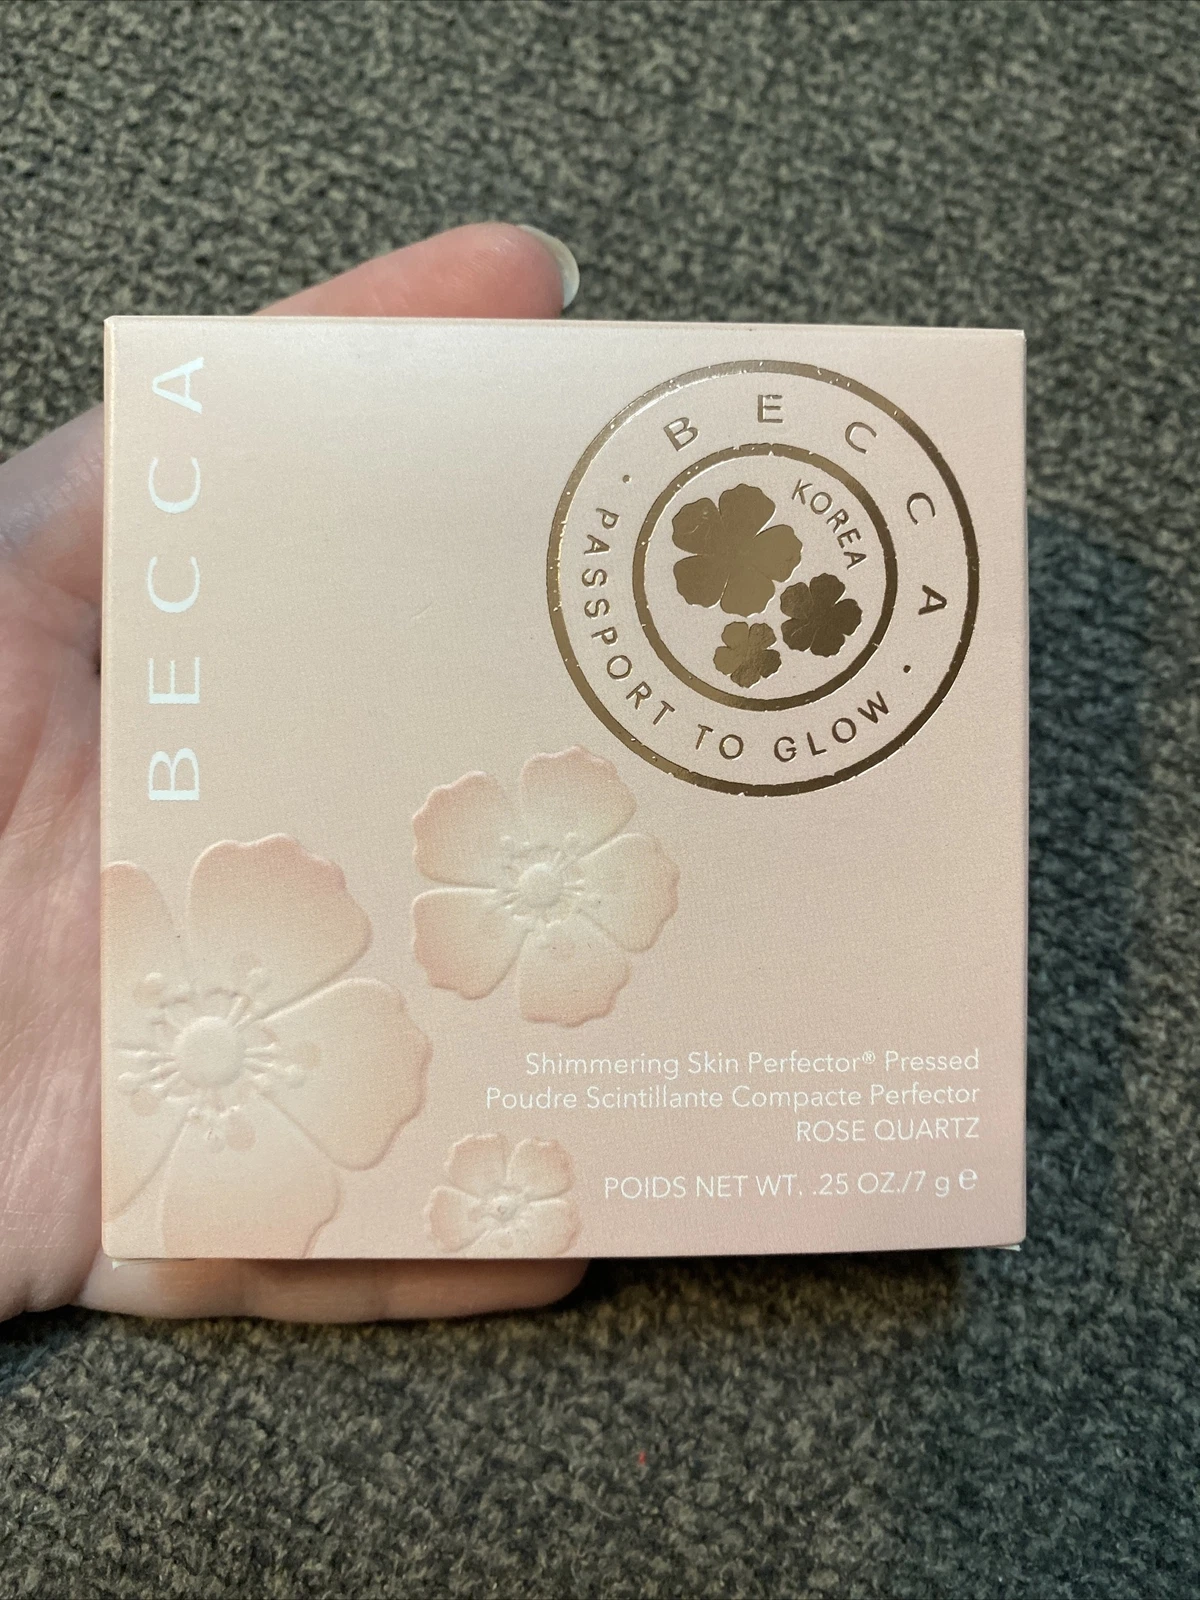 BECCA
BECCA
KOREA
· PASSPORT TO GLOW ·
Shimmering Skin Perfector® Pressed
Poudre Scintillante Compacte Perfector
ROSE QUARTZ
POIDS NET WT. .25 OZ./7 g ℮